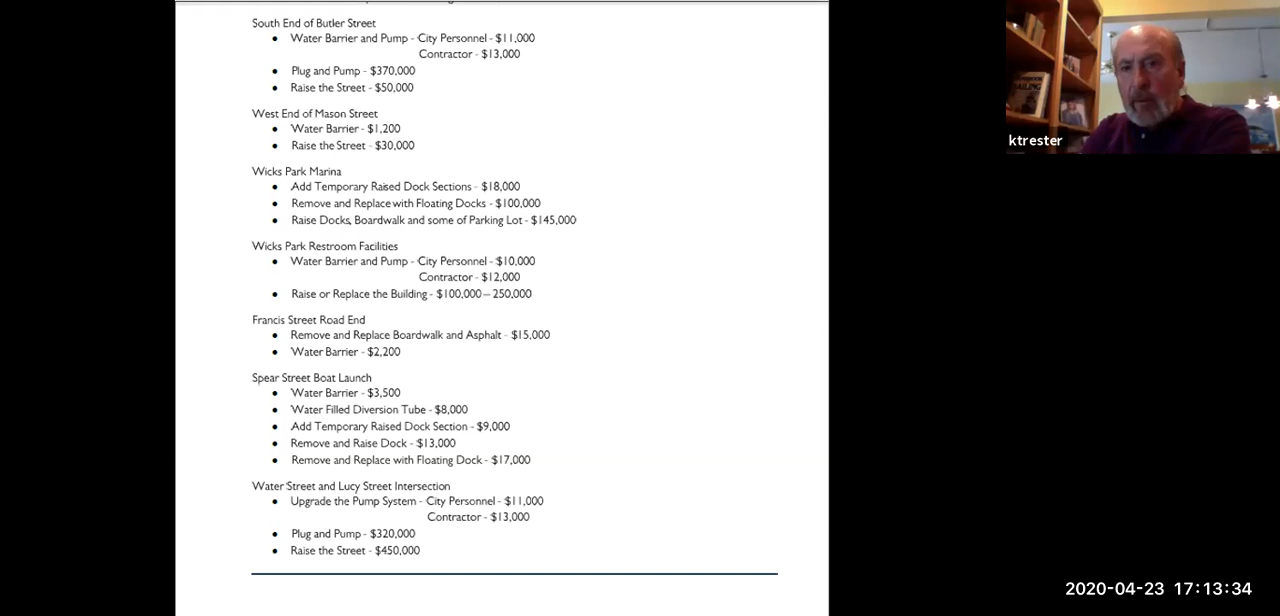 South End of Butler Street
• Water Barrier and Pump - City Personnel - $11,000
Contractor - $13,000
• Plug and Pump - $370,000
• Raise the Street - $50,000
West End of Mason Street
• Water Barrier - $1,200
• Raise the Street - $30,000
Wicks Park Marina
• Add Temporary Raised Dock Sections - $18,000
• Remove and Replace with Floating Docks - $100,000
• Raise Docks, Boardwalk and some of Parking Lot - $145,000
Wicks Park Restroom Facilities
• Water Barrier and Pump - City Personnel - $10,000
Contractor - $12,000
• Raise or Replace the Building - $100,000 – 250,000
Francis Street Road End
• Remove and Replace Boardwalk and Asphalt - $15,000
• Water Barrier - $2,200
Spear Street Boat Launch
• Water Barrier - $3,500
• Water Filled Diversion Tube - $8,000
• Add Temporary Raised Dock Section - $9,000
• Remove and Raise Dock - $13,000
• Remove and Replace with Floating Dock - $17,000
Water Street and Lucy Street Intersection
• Upgrade the Pump System - City Personnel - $11,000
Contractor - $13,000
• Plug and Pump - $320,000
• Raise the Street - $450,000
ktrester
2020-04-23 17:13:34